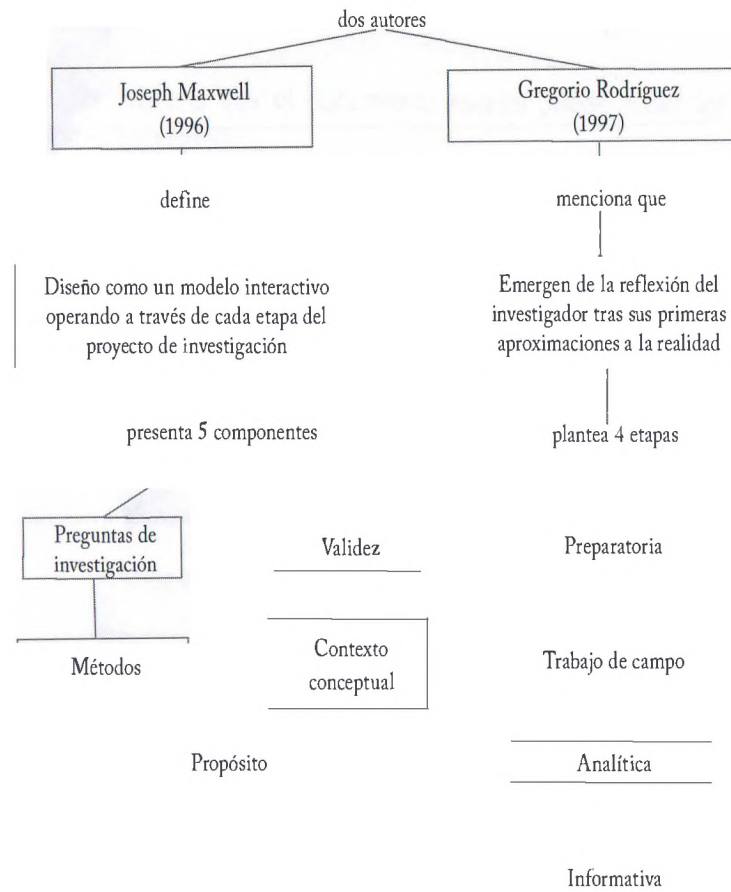 dos autores
Joseph Maxwell
(1996)
define
Diseño como un modelo interactivo
operando a través de cada etapa del
proyecto de investigación
presenta 5 componentes
Preguntas de
investigación
Validez
Métodos
Contexto
conceptual
Propósito
Gregorio Rodríguez
(1997)
menciona que
Emergen de la reflexión del
investigador tras sus primeras
aproximaciones a la realidad
plantea 4 etapas
Preparatoria
Trabajo de campo
Analítica
Informativa